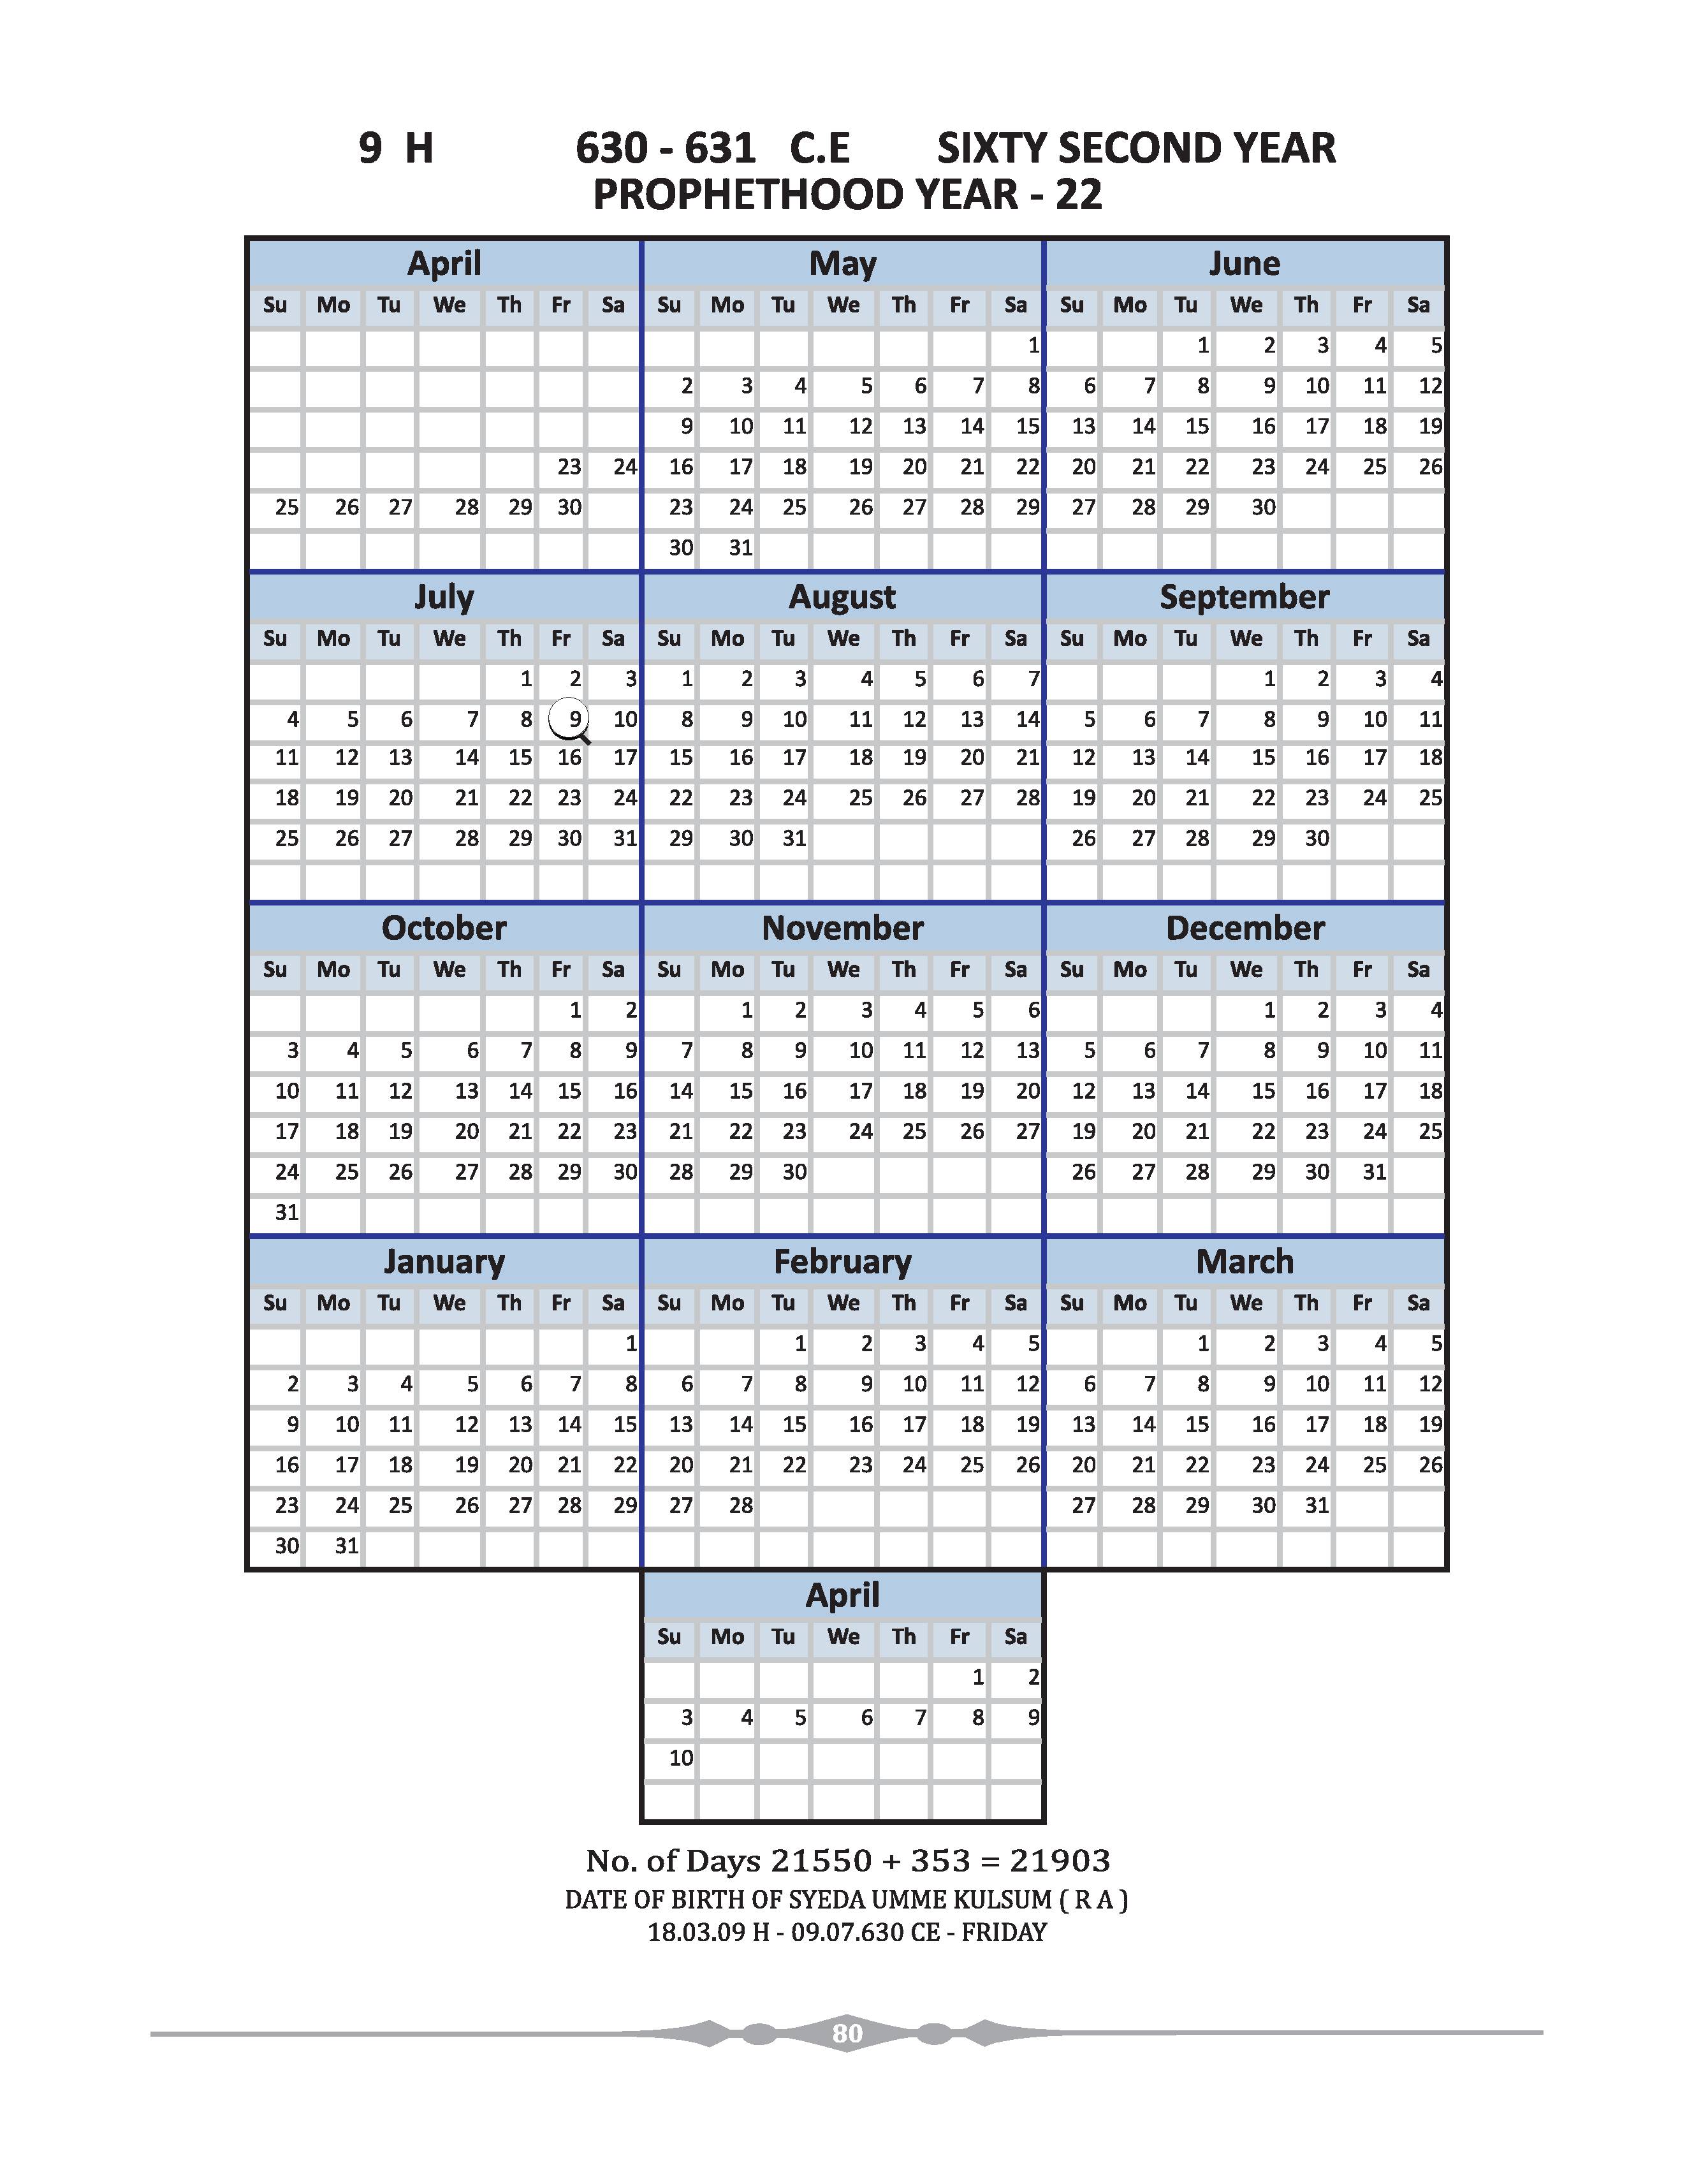 9 H 630 - 631 C.E SIXTY SECOND YEAR
PROPHETHOOD YEAR - 22
April May June
Su Mo Tu We Th Fr Sa Su Mo Tu We Th Fr Sa Su Mo Tu We Th Fr Sa
1 1 2 3 4 5
2 3 4 5 6 7 8 6 7 8 9 10 11 12
9 10 11 12 13 14 15 13 14 15 16 17 18 19
23 24 16 17 18 19 20 21 22 20 21 22 23 24 25 26
25 26 27 28 29 30 23 24 25 26 27 28 29 27 28 29 30
30 31
July August September
Su Mo Tu We Th Fr Sa Su Mo Tu We Th Fr Sa Su Mo Tu We Th Fr Sa
1 2 3 1 2 3 4 5 6 7 1 2 3 4
4 5 6 7 8 9 10 8 9 10 11 12 13 14 5 6 7 8 9 10 11
11 12 13 14 15 16 17 15 16 17 18 19 20 21 12 13 14 15 16 17 18
18 19 20 21 22 23 24 22 23 24 25 26 27 28 19 20 21 22 23 24 25
25 26 27 28 29 30 31 29 30 31 26 27 28 29 30
October November December
Su Mo Tu We Th Fr Sa Su Mo Tu We Th Fr Sa Su Mo Tu We Th Fr Sa
1 2 1 2 3 4 5 6 1 2 3 4
3 4 5 6 7 8 9 7 8 9 10 11 12 13 5 6 7 8 9 10 11
10 11 12 13 14 15 16 14 15 16 17 18 19 20 12 13 14 15 16 17 18
17 18 19 20 21 22 23 21 22 23 24 25 26 27 19 20 21 22 23 24 25
24 25 26 27 28 29 30 28 29 30 26 27 28 29 30 31
31
January February March
Su Mo Tu We Th Fr Sa Su Mo Tu We Th Fr Sa Su Mo Tu We Th Fr Sa
1 1 2 3 4 5 1 2 3 4 5
2 3 4 5 6 7 8 6 7 8 9 10 11 12 6 7 8 9 10 11 12
9 10 11 12 13 14 15 13 14 15 16 17 18 19 13 14 15 16 17 18 19
16 17 18 19 20 21 22 20 21 22 23 24 25 26 20 21 22 23 24 25 26
23 24 25 26 27 28 29 27 28 27 28 29 30 31
30 31
April
Su Mo Tu We Th Fr Sa
1 2
3 4 5 6 7 8 9
10
No. of Days 21550 + 353 = 21903
DATE OF BIRTH OF SYEDA UMME KULSUM ( R A )
18.03.09 H - 09.07.630 CE - FRIDAY
80